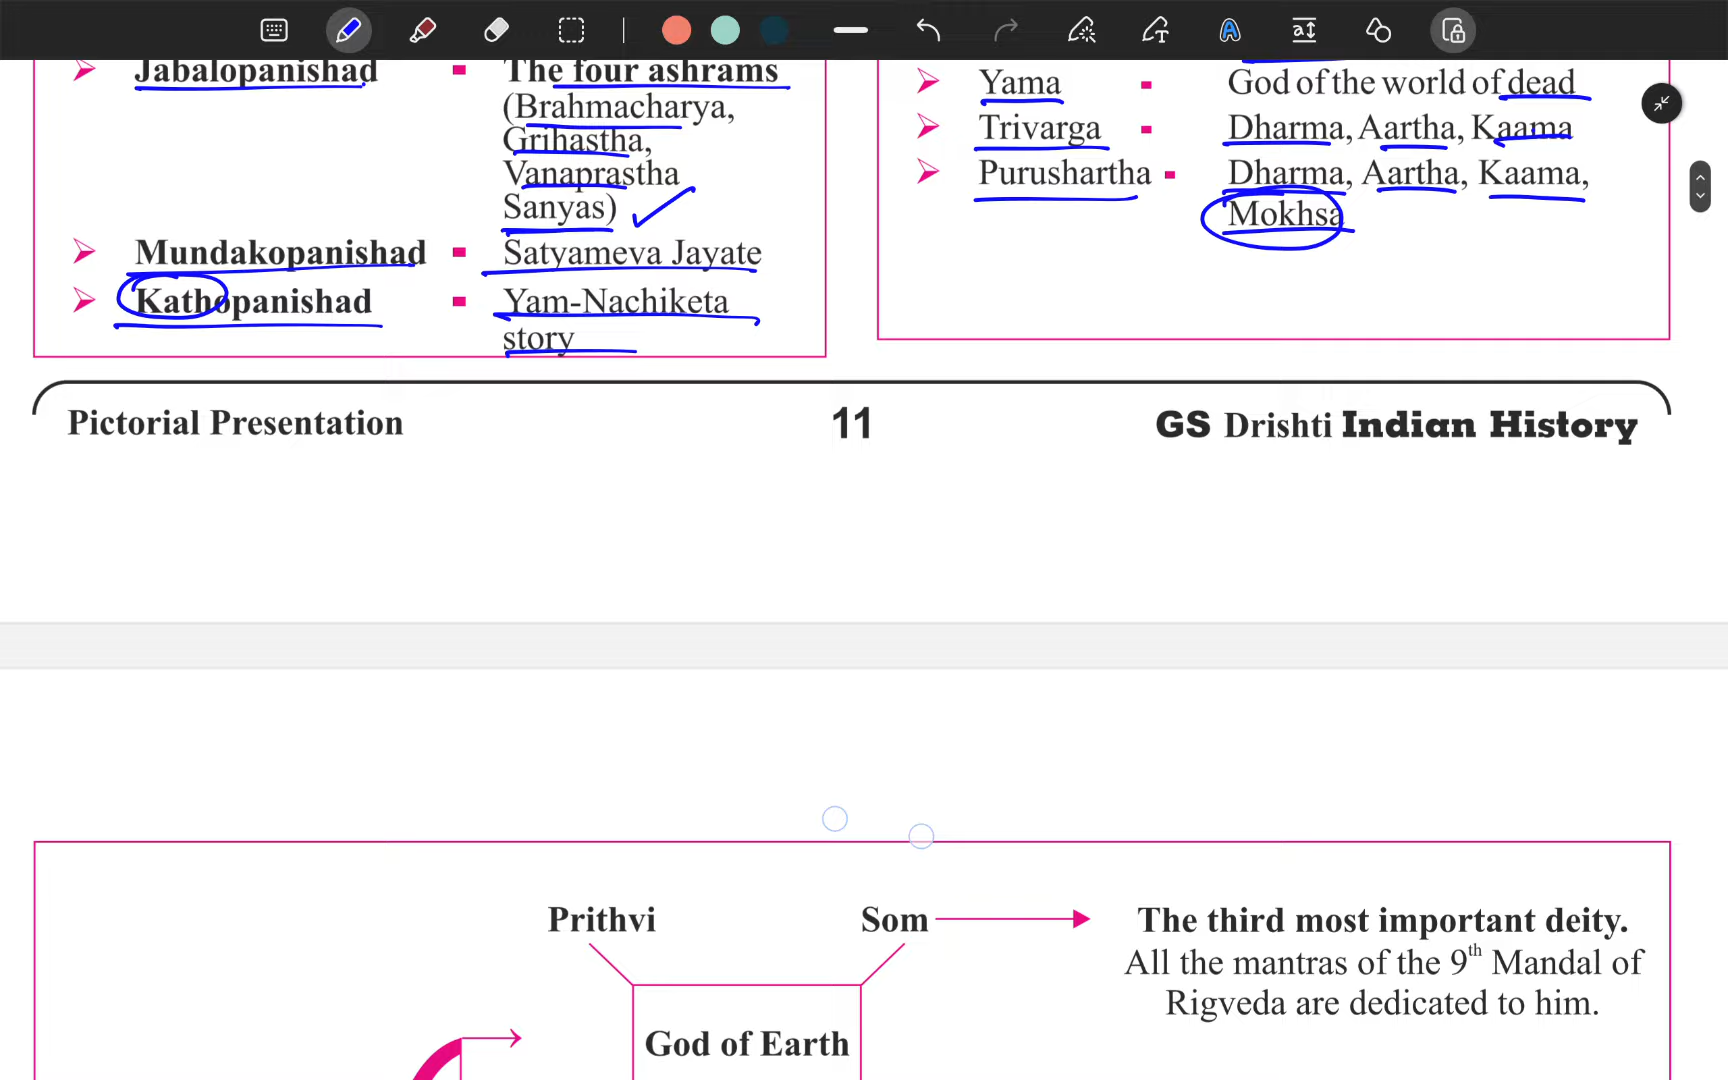 Jabalopanishad ▪ The four ashrams
(Brahmacharya,
Grihastha,
Vanaprastha
Sanyas)
Mundakopanishad ▪ Satyameva Jayate
Kathopanishad ▪ Yam-Nachiketa
story
Yama ▪ God of the world of dead
Trivarga ▪ Dharma, Aartha, Kaama
Purushartha ▪ Dharma, Aartha, Kaama,
Mokhsa
Pictorial Presentation 11 GS Drishti Indian History
Prithvi Som The third most important deity.
All the mantras of the 9th Mandal of
Rigveda are dedicated to him.
God of Earth